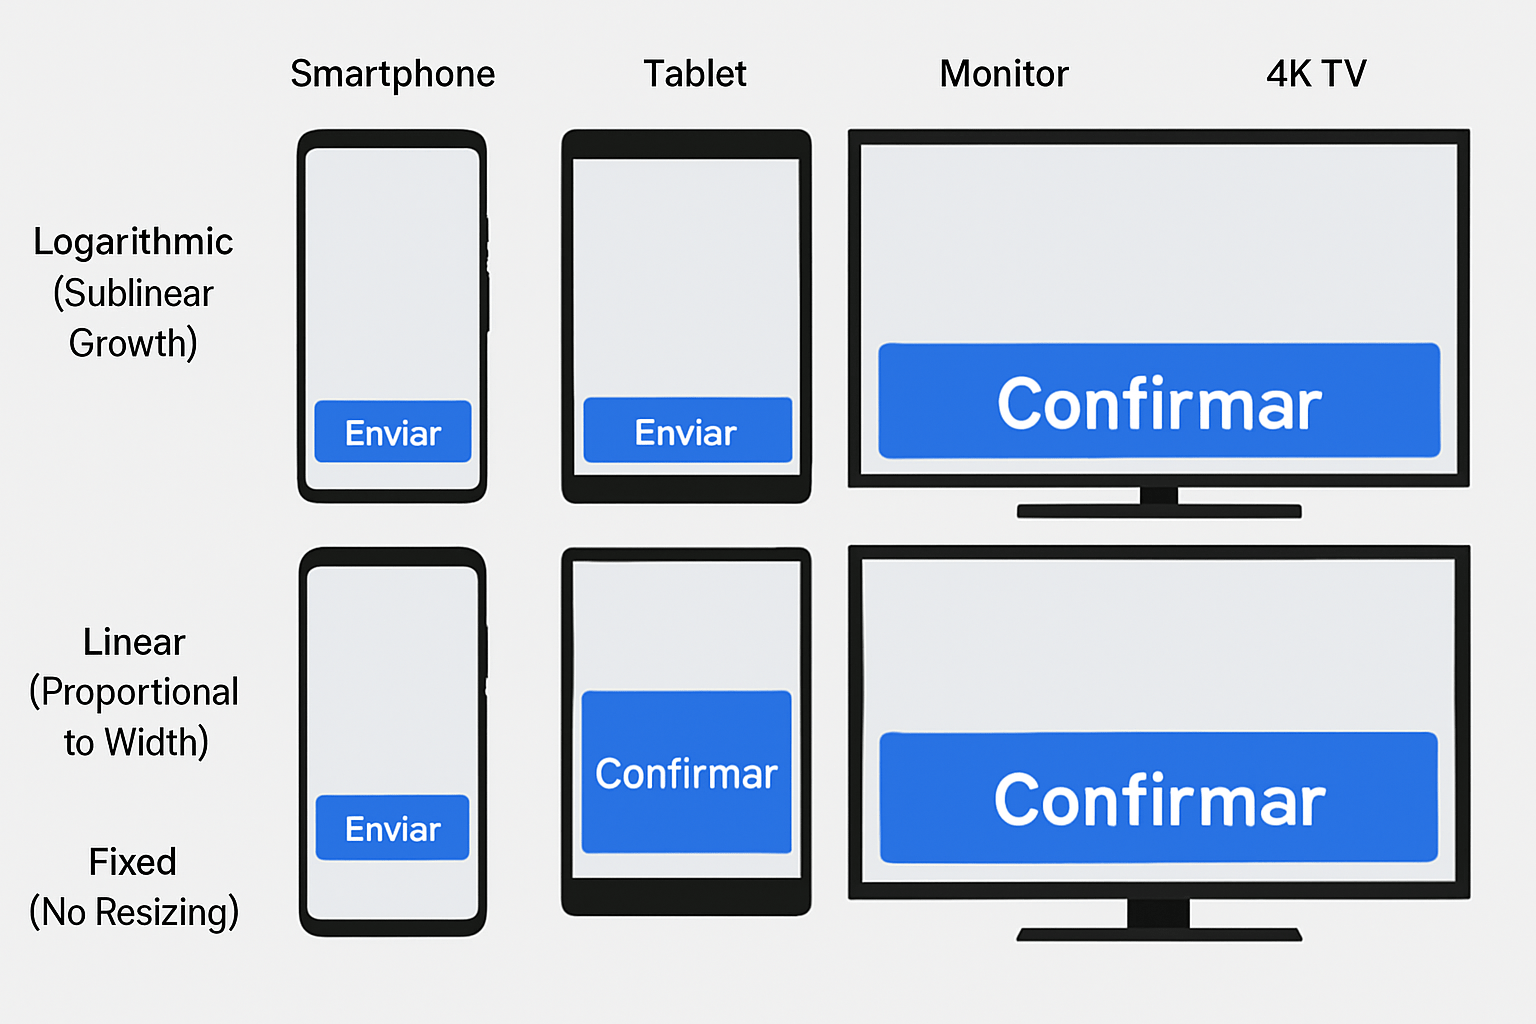 Smartphone
Tablet
Monitor
4K TV
Logarithmic
(Sublinear
Growth)
Enviar
Enviar
Confirmar
Linear
(Proportional
to Width)
Enviar
Confirmar
Confirmar
Fixed
(No Resizing)